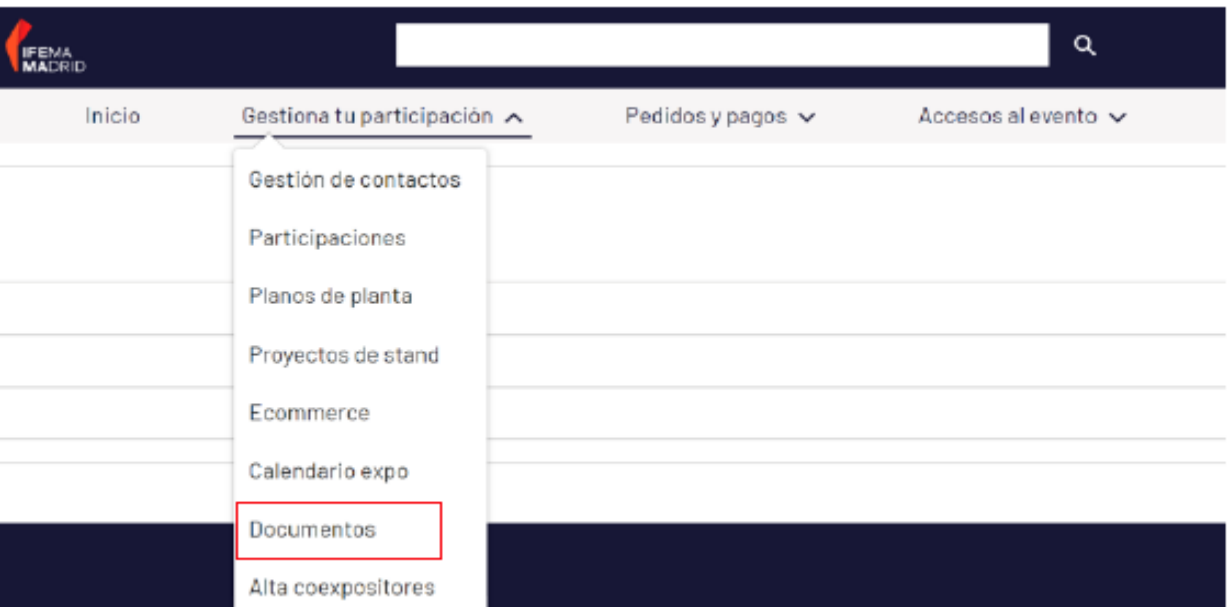 IFEMA
MADRID
Inicio
Gestiona tu participación
Pedidos y pagos
Accesos al evento
Gestión de contactos
Participaciones
Planos de planta
Proyectos de stand
Ecommerce
Calendario expo
Documentos
Alta coexpositores